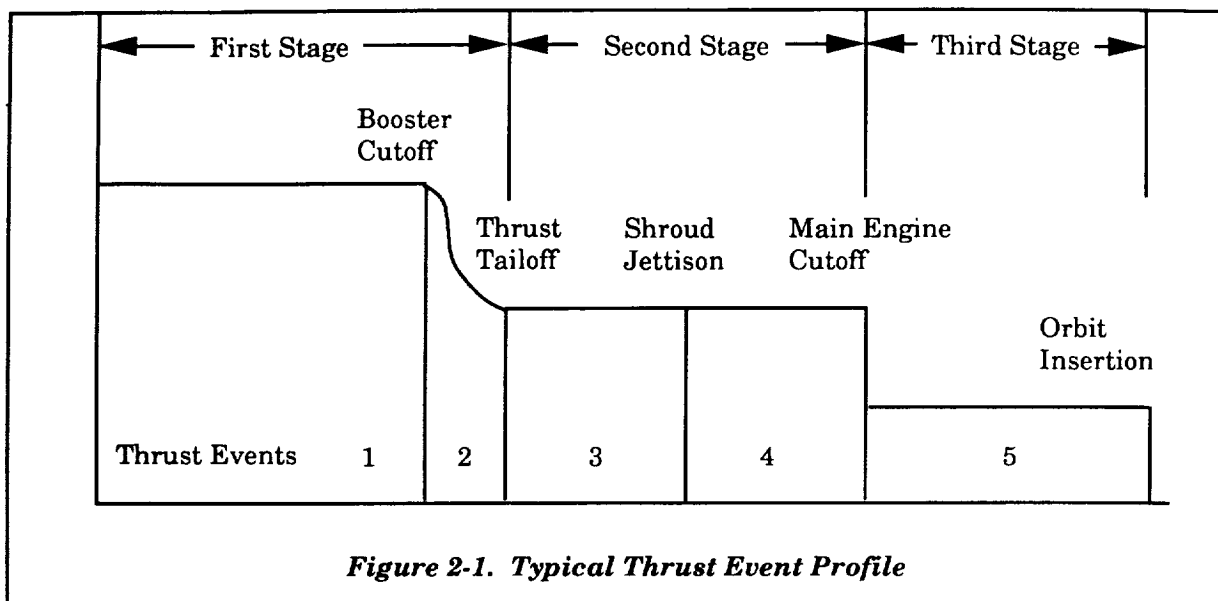 First Stage
Second Stage
Third Stage
Booster
Cutoff
Thrust
Tailoff
Shroud
Jettison
Main Engine
Cutoff
Orbit
Insertion
Thrust Events 1 2 3 4 5
Figure 2-1. Typical Thrust Event Profile